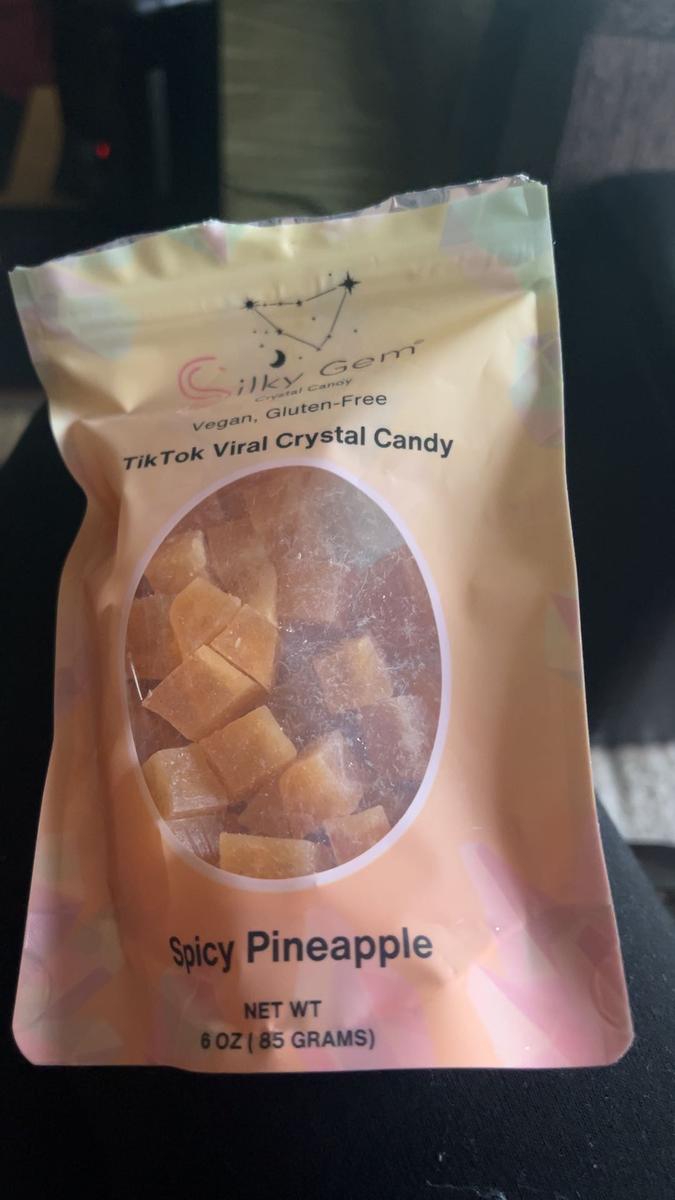 Silky Gem
Crystal Candy
Vegan, Gluten-Free
TikTok Viral Crystal Candy
Spicy Pineapple
NET WT
6 OZ ( 85 GRAMS)